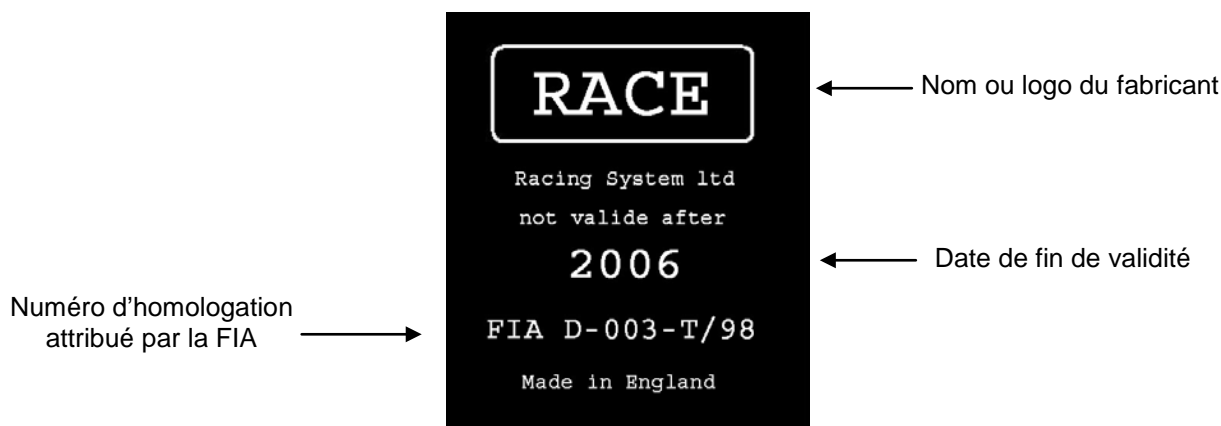 RACE
Nom ou logo du fabricant
Racing System ltd
not valide after
2006
Date de fin de validité
Numéro d’homologation
attribué par la FIA
FIA D-003-T/98
Made in England